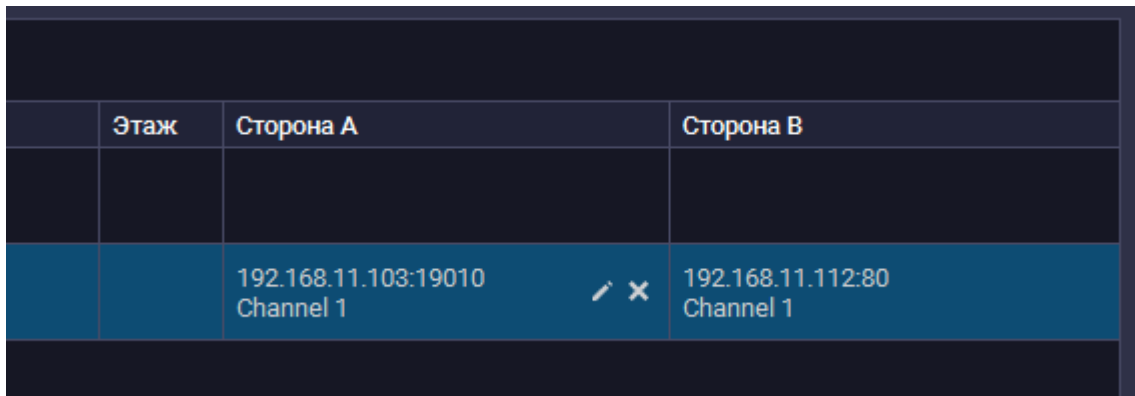 Этаж
Сторона A
Сторона B
192.168.11.103:19010
Channel 1
192.168.11.112:80
Channel 1